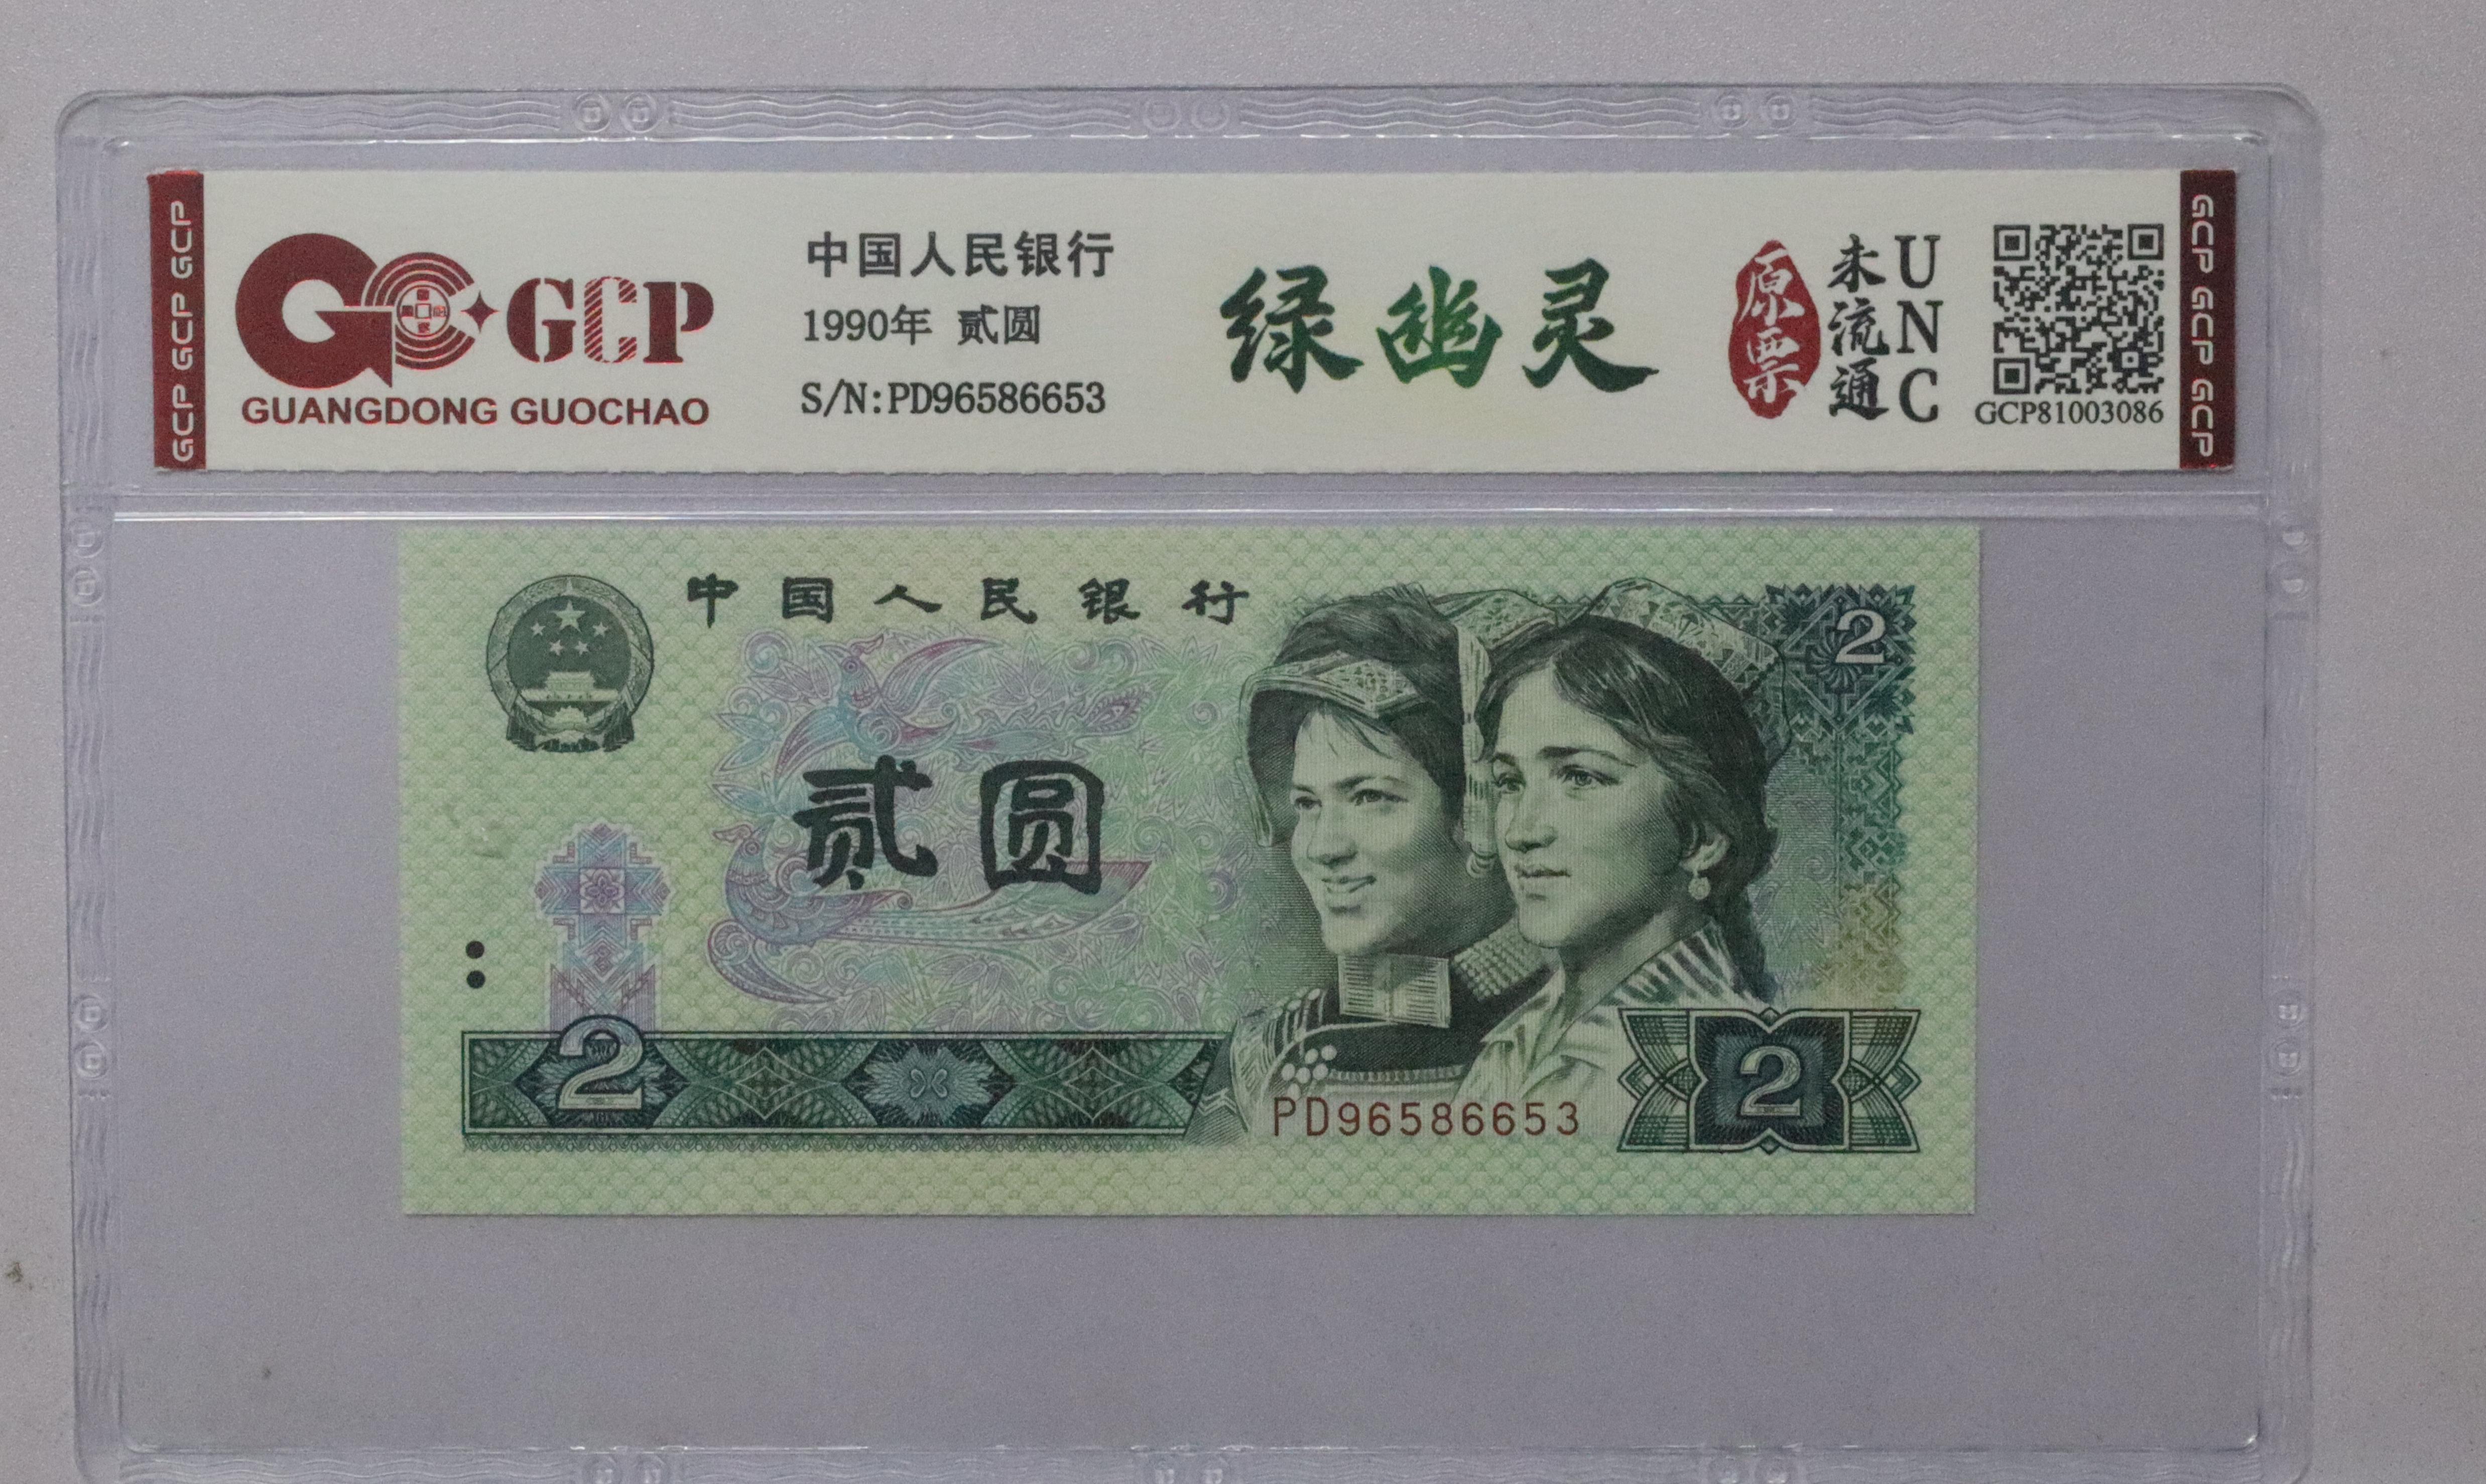 GCP GCP GCP
GCP
GUANGDONG GUOCHAO
中国人民银行
1990年 贰圆
S/N:PD96586653
绿幽灵
原票
未流通
UNC
GCP81003086
GCP GCP GCP
中国人民银行
2
贰圆
2
PD96586653
2